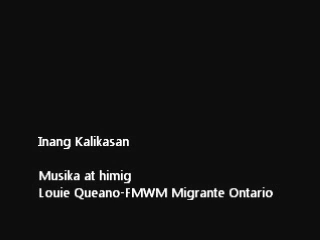 Inang Kalikasan
Musika at himig
Louie Queano-FMWM Migrante Ontario